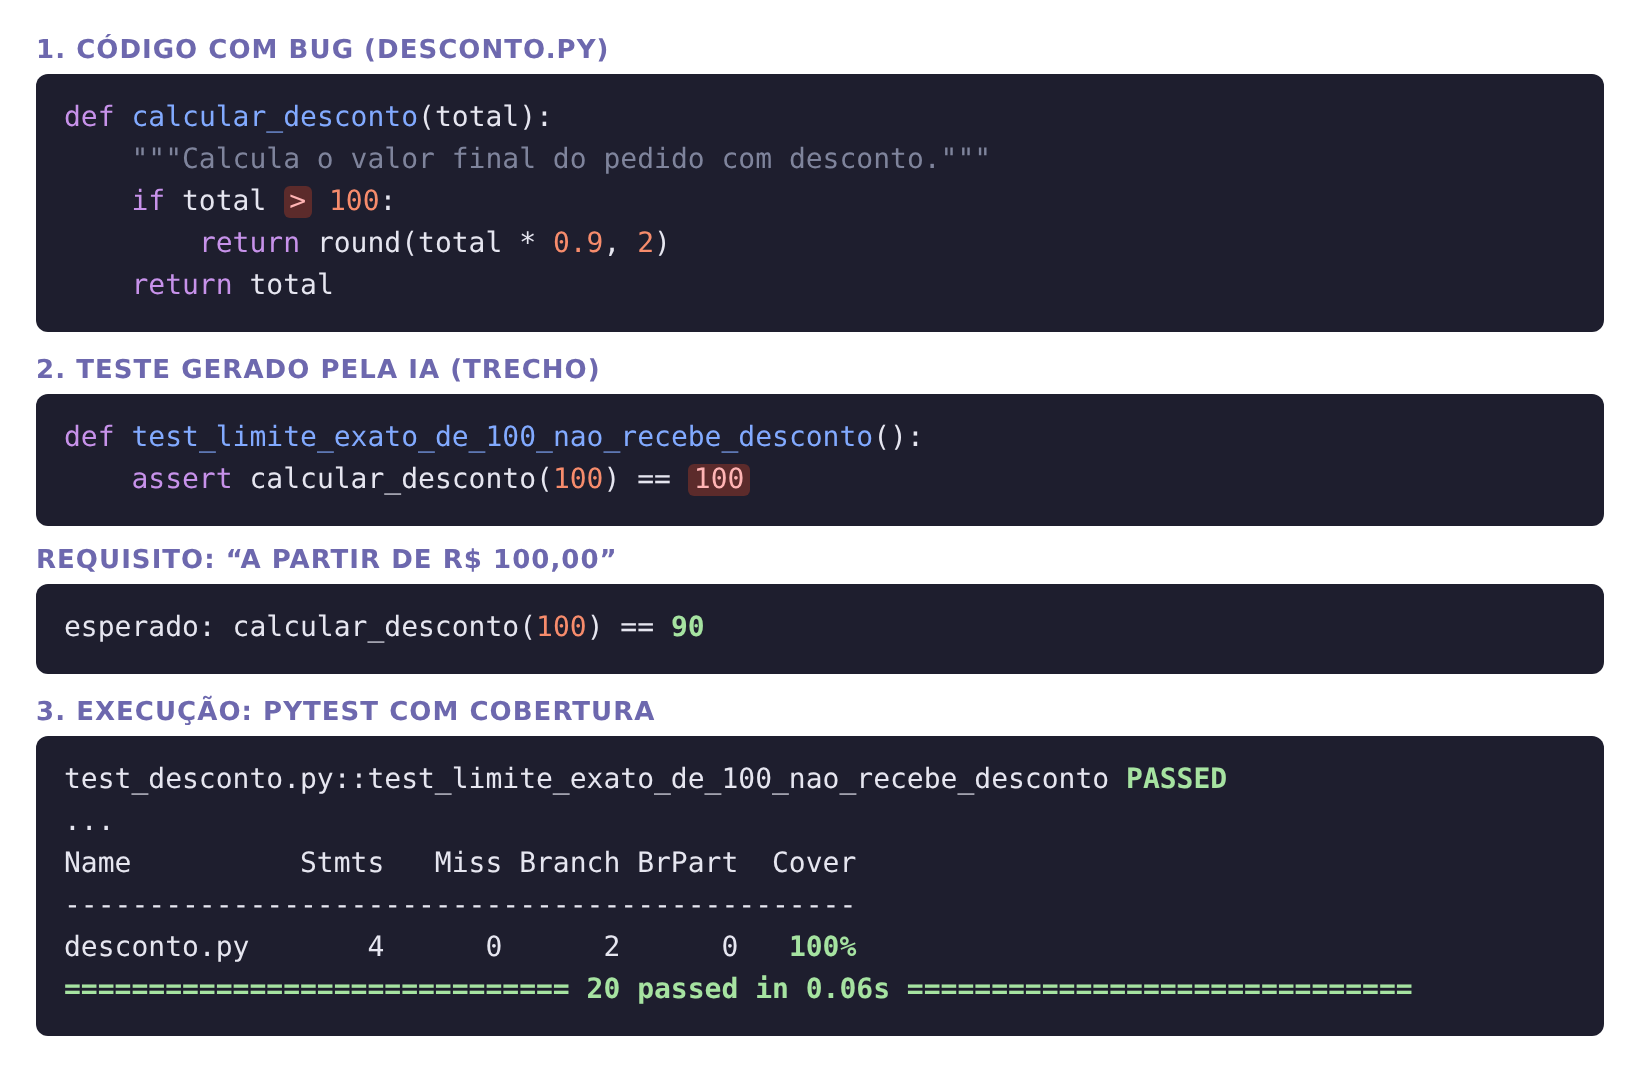 1. CÓDIGO COM BUG (DESCONTO.PY)
def calcular_desconto(total):
    """Calcula o valor final do pedido com desconto."""
    if total > 100:
        return round(total * 0.9, 2)
    return total
2. TESTE GERADO PELA IA (TRECHO)
def test_limite_exato_de_100_nao_recebe_desconto():
    assert calcular_desconto(100) == 100
REQUISITO: “A PARTIR DE R$ 100,00”
esperado: calcular_desconto(100) == 90
3. EXECUÇÃO: PYTEST COM COBERTURA
test_desconto.py::test_limite_exato_de_100_nao_recebe_desconto PASSED
...
Name          Stmts   Miss Branch BrPart  Cover
-----------------------------------------------
desconto.py       4      0      2      0   100%
============================== 20 passed in 0.06s ==============================